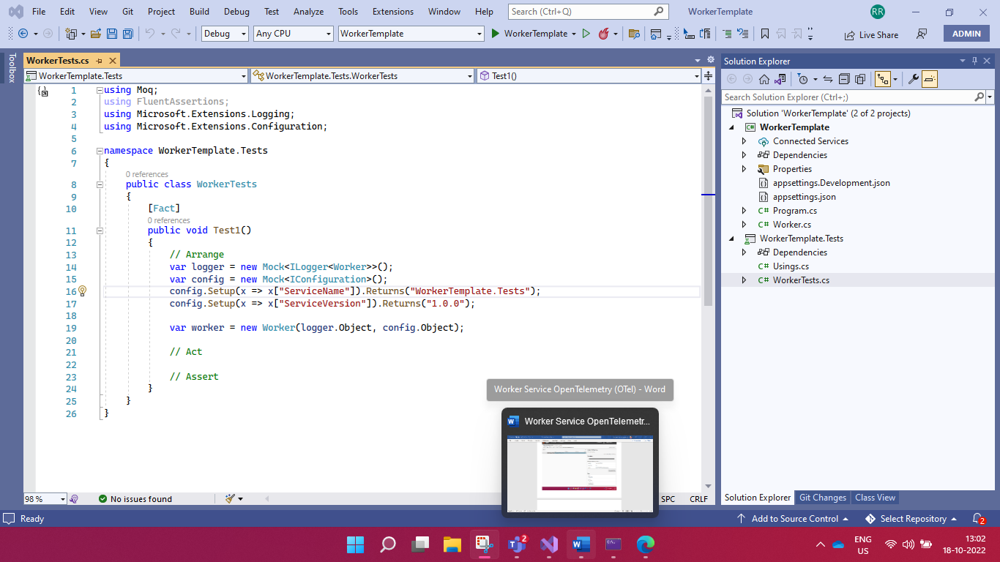 File Edit View Git Project Build Debug Test Analyze Tools Extensions Window Help Search (Ctrl+Q) WorkerTemplate RR
Debug Any CPU WorkerTemplate WorkerTemplate Live Share ADMIN
Toolbox
WorkerTests.cs
WorkerTemplate.Tests WorkerTemplate.Tests.WorkerTests Test1()
1 using Moq;
2 using FluentAssertions;
3 using Microsoft.Extensions.Logging;
4 using Microsoft.Extensions.Configuration;
5
6 namespace WorkerTemplate.Tests
7 {
0 references
8 public class WorkerTests
9 {
10 [Fact]
0 references
11 public void Test1()
12 {
13 // Arrange
14 var logger = new Mock<ILogger<Worker>>();
15 var config = new Mock<IConfiguration>();
16 config.Setup(x => x["ServiceName"]).Returns("WorkerTemplate.Tests");
17 config.Setup(x => x["ServiceVersion"]).Returns("1.0.0");
18
19 var worker = new Worker(logger.Object, config.Object);
20
21 // Act
22
23 // Assert
24 }
25 }
26 }
98 % No issues found SPC CRLF
Solution Explorer
Search Solution Explorer (Ctrl+;)
Solution 'WorkerTemplate' (2 of 2 projects)
WorkerTemplate
Connected Services
Dependencies
Properties
appsettings.Development.json
appsettings.json
C# Program.cs
C# Worker.cs
WorkerTemplate.Tests
Dependencies
C# Usings.cs
C# WorkerTests.cs
Solution Explorer Git Changes Class View
Worker Service OpenTelemetry (OTel) - Word
Worker Service OpenTelemetr...
Ready Add to Source Control Select Repository 2
2
ENG
US
13:02
18-10-2022